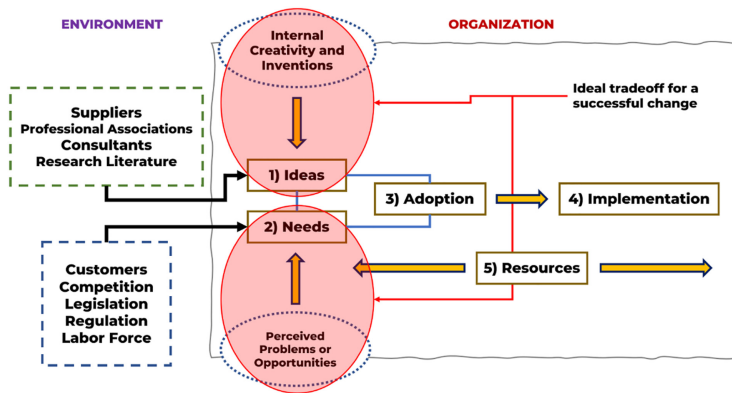 ENVIRONMENT
ORGANIZATION
Internal
Creativity and
Inventions
Ideal tradeoff for a
successful change
Suppliers
Professional Associations
Consultants
Research Literature
1) Ideas
3) Adoption
4) Implementation
2) Needs
5) Resources
Customers
Competition
Legislation
Regulation
Labor Force
Perceived
Problems or
Opportunities